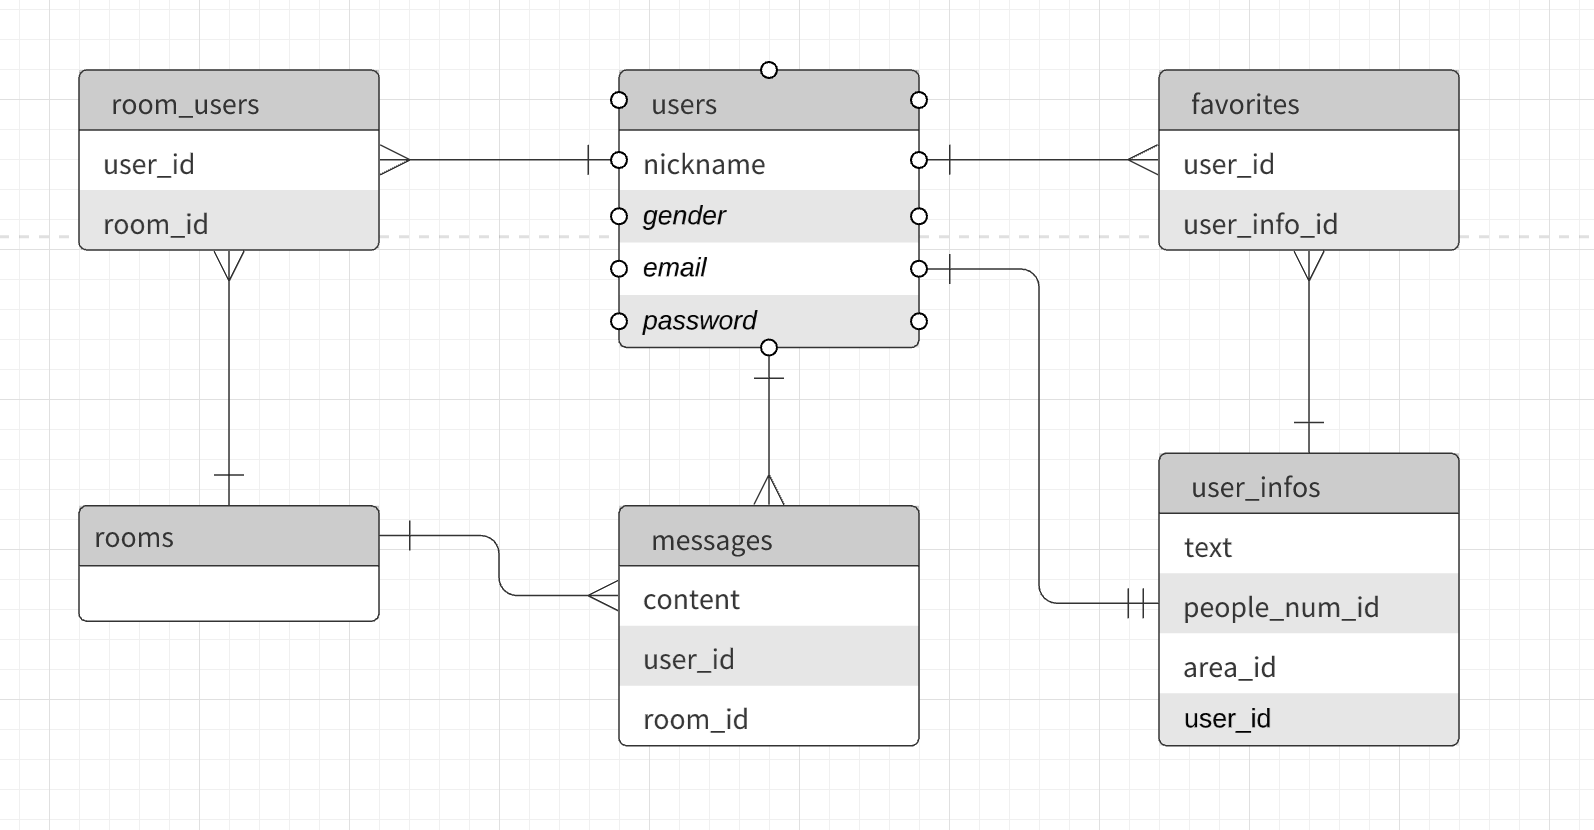 room_users
user_id
room_id
users
nickname
gender
email
password
favorites
user_id
user_info_id
rooms
messages
content
user_id
room_id
user_infos
text
people_num_id
area_id
user_id